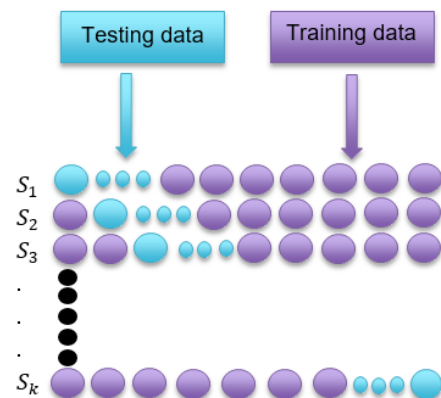 Testing data
Training data
S₁
S₂
S₃
.
.
.
Sₖ